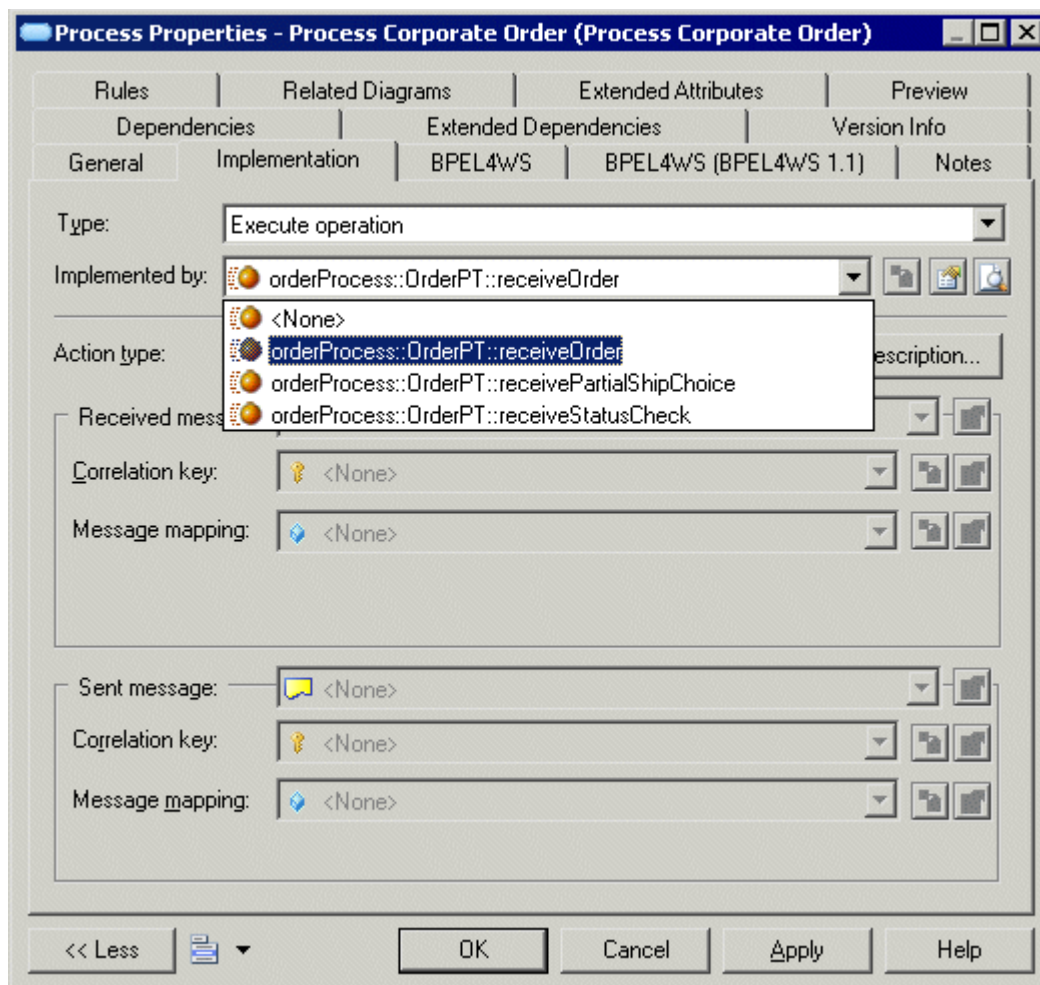 Process Properties - Process Corporate Order (Process Corporate Order)
Rules Related Diagrams Extended Attributes Preview
Dependencies Extended Dependencies Version Info
General Implementation BPEL4WS BPEL4WS (BPEL4WS 1.1) Notes
Type: Execute operation
Implemented by: orderProcess::OrderPT::receiveOrder
<None>
Action type: orderProcess::OrderPT::receiveOrder escription...
orderProcess::OrderPT::receivePartialShipChoice
Received mess orderProcess::OrderPT::receiveStatusCheck
Correlation key: <None>
Message mapping: <None>
Sent message: <None>
Correlation key: <None>
Message mapping: <None>
<< Less OK Cancel Apply Help